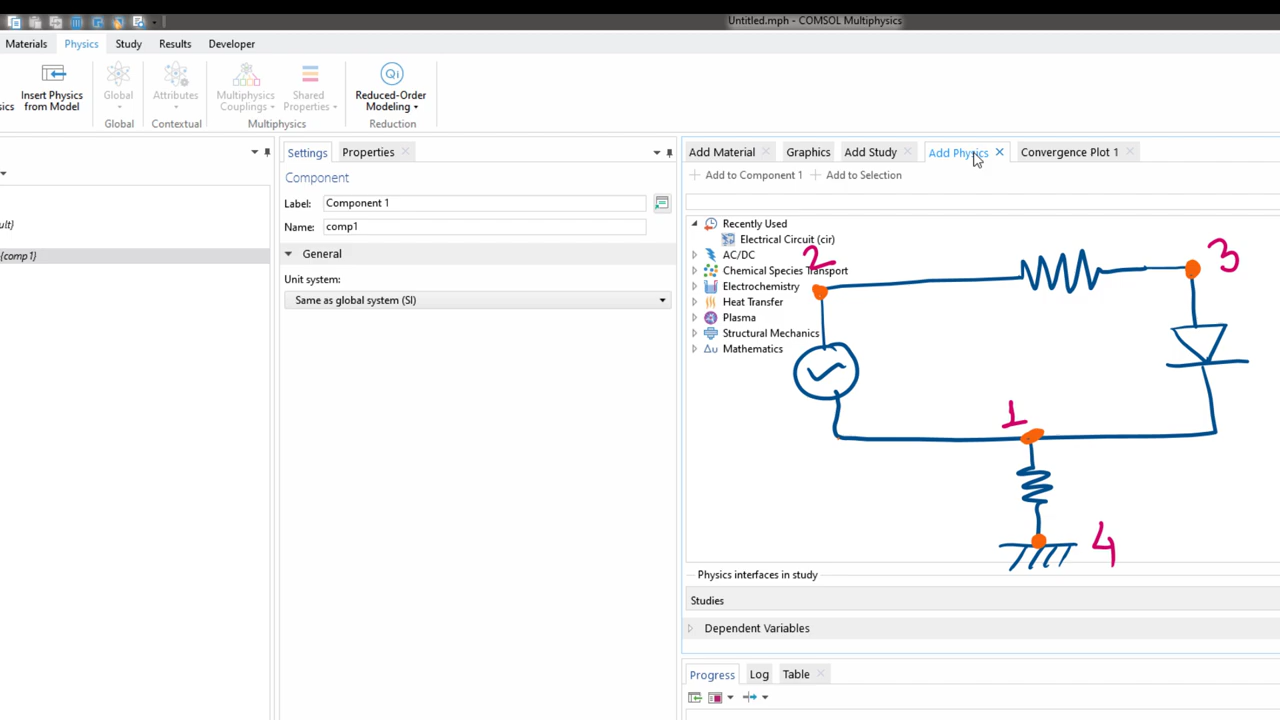 Untitled.mph - COMSOL Multiphysics
Materials Physics Study Results Developer
Insert Physics from Model
Global
Attributes
Multiphysics Couplings
Shared Properties
Reduced-Order Modeling
Global Contextual Multiphysics Reduction
Settings Properties
Component
Label: Component 1
Name: comp1
General
Unit system:
Same as global system (SI)
{comp1}
Add Material Graphics Add Study Add Physics Convergence Plot 1
+ Add to Component 1 + Add to Selection
Recently Used
Electrical Circuit (cir)
AC/DC
Chemical Species Transport
Electrochemistry
Heat Transfer
Plasma
Structural Mechanics
Δu Mathematics
2
3
1
4
Physics interfaces in study
Studies
Dependent Variables
Progress Log Table